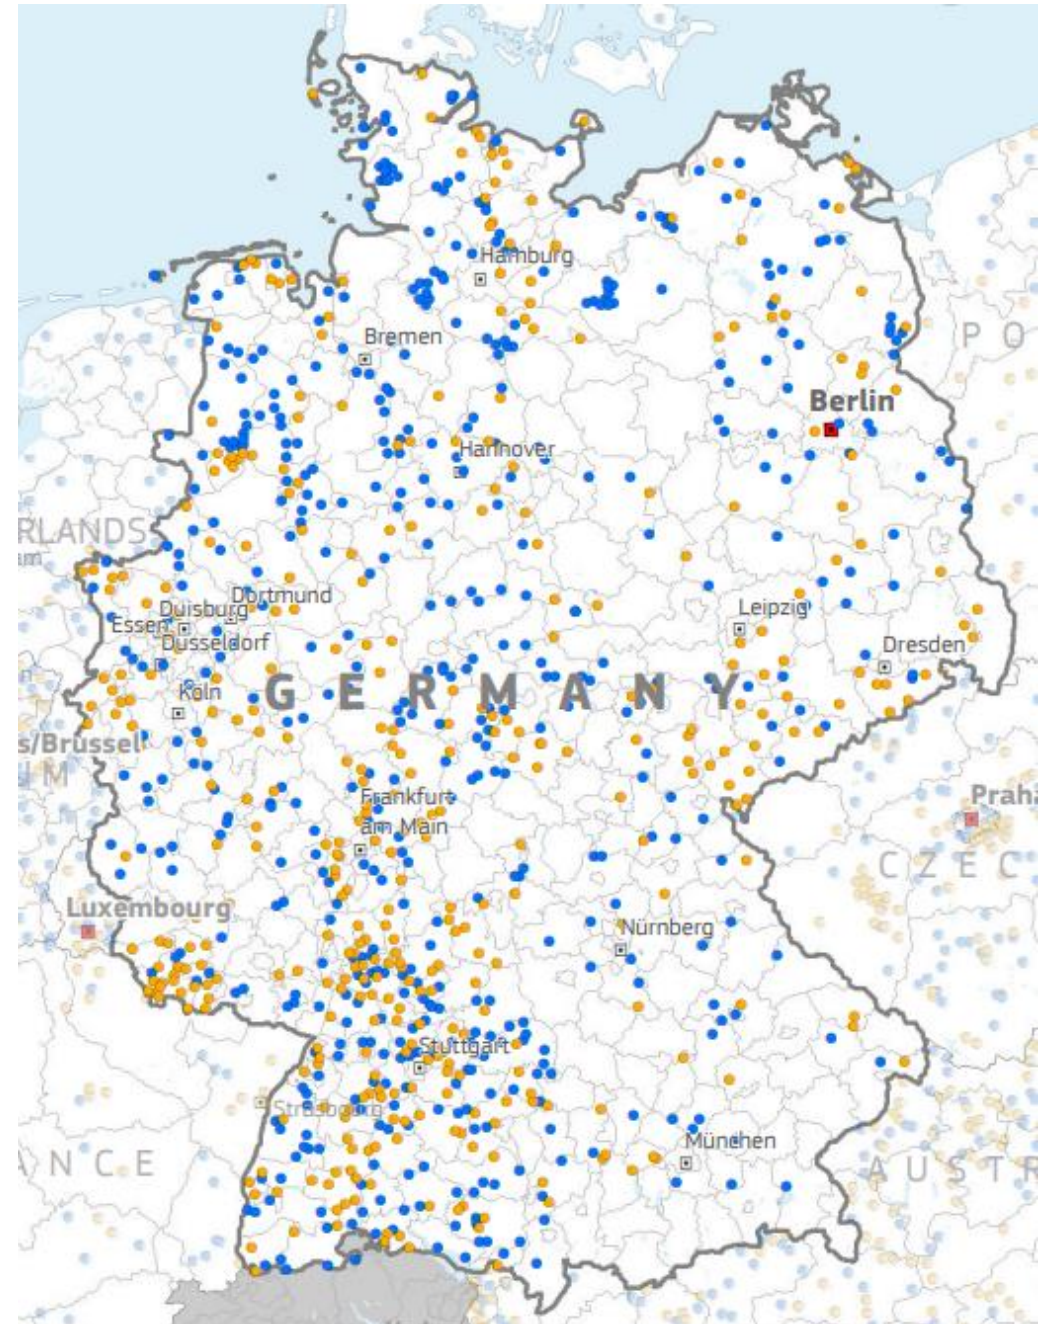 Hamburg
Bremen
P O
Berlin
Hannover
RLANDS
Dortmund
Duisburg
Essen
Düsseldorf
Leipzig
Dresden
Köln
G E R M A N Y
s/Brussel
U M
Frankfurt
am Main
Praha
C Z E C
Luxembourg
Nürnberg
Stuttgart
Strasbourg
München
A N C E
A U S T R